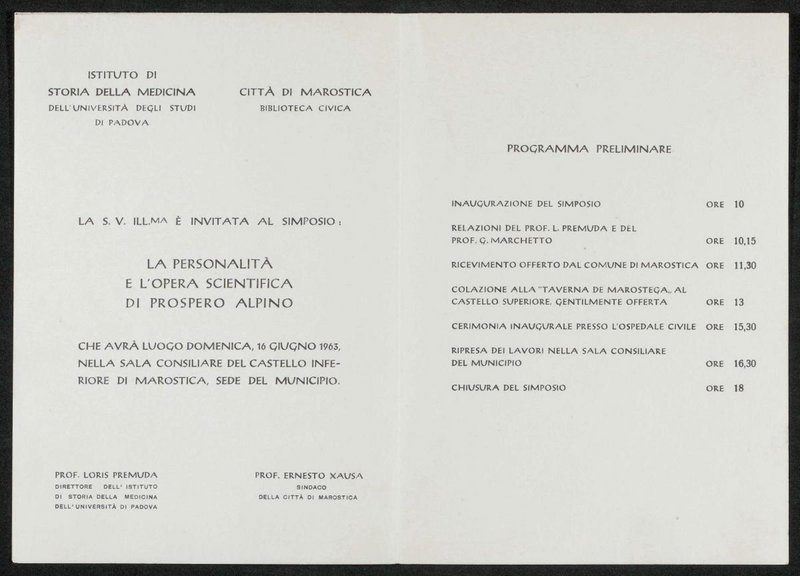 ISTITUTO DI
STORIA DELLA MEDICINA
DELL'UNIVERSITÀ DEGLI STUDI
DI PADOVA
CITTÀ DI MAROSTICA
BIBLIOTECA CIVICA
LA S. V. ILL.MA È INVITATA AL SIMPOSIO:
LA PERSONALITÀ
E L'OPERA SCIENTIFICA
DI PROSPERO ALPINO
CHE AVRÀ LUOGO DOMENICA, 16 GIUGNO 1963,
NELLA SALA CONSILIARE DEL CASTELLO INFE-
RIORE DI MAROSTICA, SEDE DEL MUNICIPIO.
PROF. LORIS PREMUDA
DIRETTORE DELL' ISTITUTO
DI STORIA DELLA MEDICINA
DELL'UNIVERSITÀ DI PADOVA
PROF. ERNESTO XAUSA
SINDACO
DELLA CITTÀ DI MAROSTICA
PROGRAMMA PRELIMINARE
INAUGURAZIONE DEL SIMPOSIO ORE 10
RELAZIONI DEL PROF. L. PREMUDA E DEL
PROF. G. MARCHETTO ORE 10,15
RICEVIMENTO OFFERTO DAL COMUNE DI MAROSTICA ORE 11,30
COLAZIONE ALLA "TAVERNA DE MAROSTEGA„ AL
CASTELLO SUPERIORE, GENTILMENTE OFFERTA ORE 13
CERIMONIA INAUGURALE PRESSO L'OSPEDALE CIVILE ORE 15,30
RIPRESA DEI LAVORI NELLA SALA CONSILIARE
DEL MUNICIPIO ORE 16,30
CHIUSURA DEL SIMPOSIO ORE 18